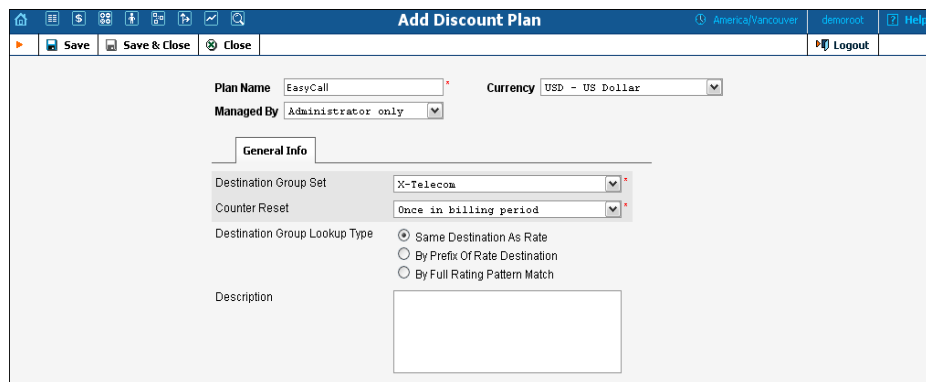 Add Discount Plan
America/Vancouver
demoroot
? Help
Save
Save & Close
Close
Logout
Plan Name EasyCall *
Currency USD - US Dollar
Managed By Administrator only
General Info
Destination Group Set X-Telecom *
Counter Reset Once in billing period *
Destination Group Lookup Type Same Destination As Rate
By Prefix Of Rate Destination
By Full Rating Pattern Match
Description